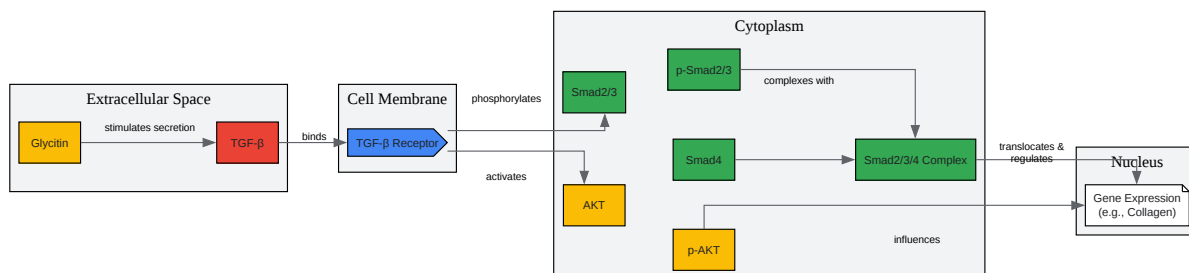 Extracellular Space
Glycitin
stimulates secretion
TGF-β
binds
Cell Membrane
TGF-β Receptor
phosphorylates
activates
Cytoplasm
Smad2/3
AKT
p-Smad2/3
complexes with
Smad4
Smad2/3/4 Complex
p-AKT
influences
translocates &
regulates
Nucleus
Gene Expression
(e.g., Collagen)